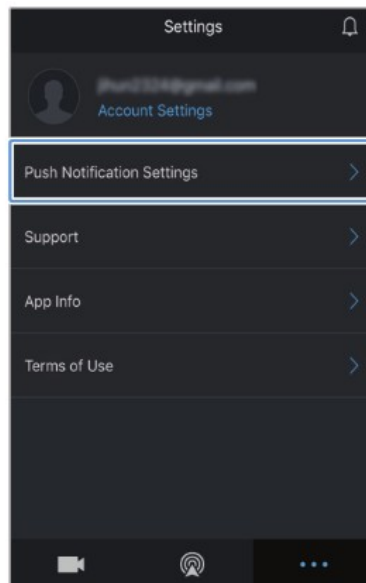 Settings
Account Settings
Push Notification Settings
Support
App Info
Terms of Use